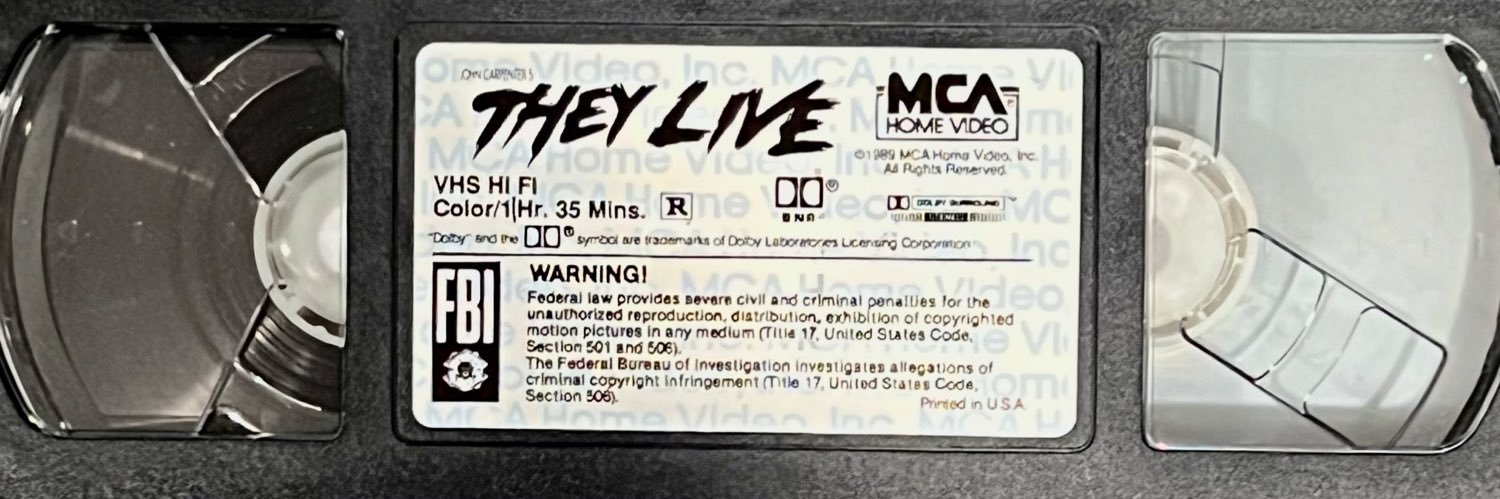 JOHN CARPENTER'S
THEY LIVE
MCA
HOME VIDEO
©1989 MCA Home Video, Inc.
All Rights Reserved.
VHS HI FI
Color/1 Hr. 35 Mins. R
DOLBY SURROUND
"Dolby" and the symbol are trademarks of Dolby Laboratories Licensing Corporation
FBI
WARNING!
Federal law provides severe civil and criminal penalties for the
unauthorized reproduction, distribution, exhibition of copyrighted
motion pictures in any medium (Title 17, United States Code,
Section 501 and 506).
The Federal Bureau of Investigation investigates allegations of
criminal copyright infringement (Title 17, United States Code,
Section 506).
Printed in U.S.A.